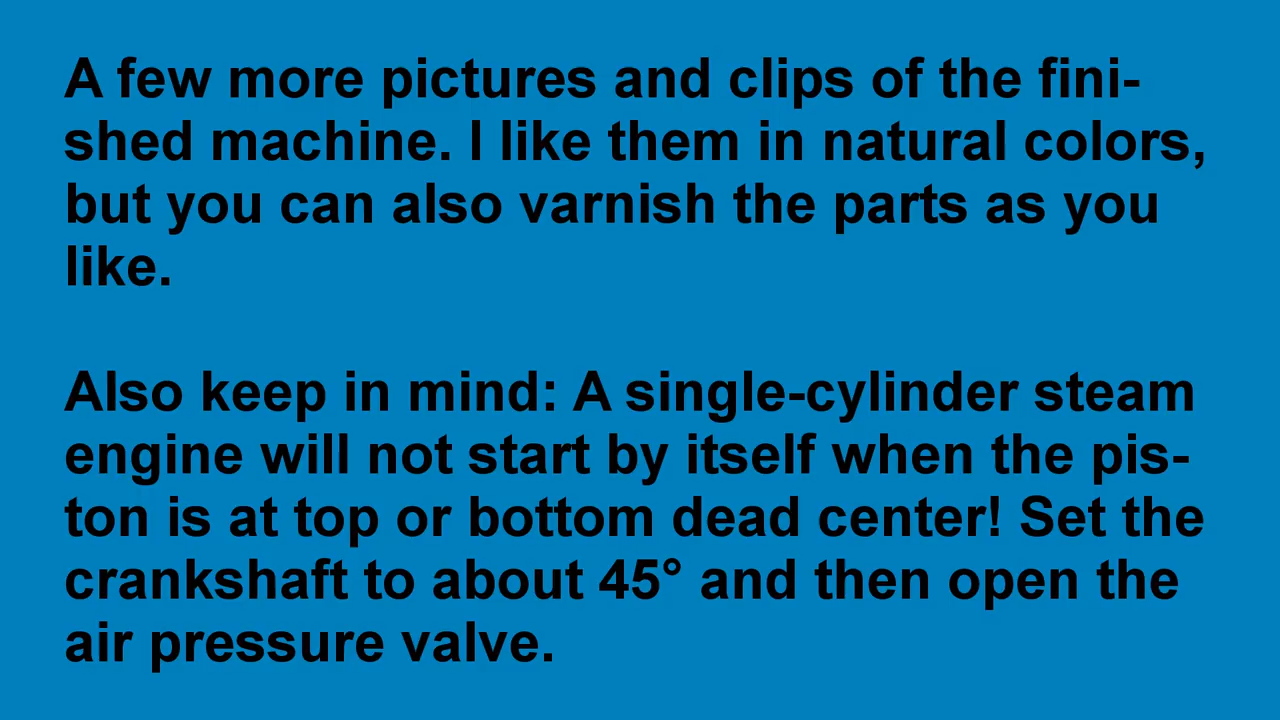 A few more pictures and clips of the fini-
shed machine. I like them in natural colors,
but you can also varnish the parts as you
like.
Also keep in mind: A single-cylinder steam
engine will not start by itself when the pis-
ton is at top or bottom dead center! Set the
crankshaft to about 45° and then open the
air pressure valve.